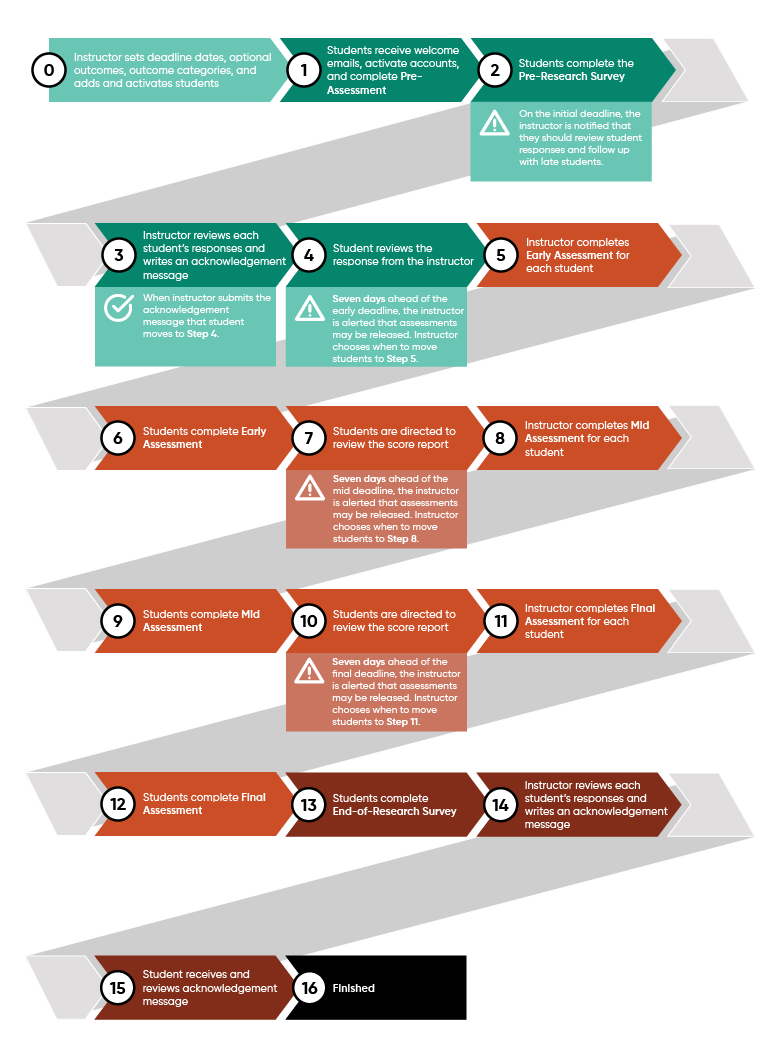 0
Instructor sets deadline dates, optional
outcomes, outcome categories, and
adds and activates students
1
Students receive welcome
emails, activate accounts,
and complete Pre-
Assessment
2
Students complete the
Pre-Research Survey
On the initial deadline, the
instructor is notified that
they should review student
responses and follow up
with late students.
3
Instructor reviews each
student's responses and
writes an acknowledgement
message
When instructor submits the
acknowledgement
message that student
moves to Step 4.
4
Student reviews the
response from the instructor
Seven days ahead of the
early deadline, the instructor
is alerted that assessments
may be released. Instructor
chooses when to move
students to Step 5.
5
Instructor completes
Early Assessment for
each student
6
Students complete Early
Assessment
7
Students are directed to
review the score report
Seven days ahead of the
mid deadline, the instructor
is alerted that assessments
may be released. Instructor
chooses when to move
students to Step 8.
8
Instructor completes Mid
Assessment for each
student
9
Students complete Mid
Assessment
10
Students are directed to
review the score report
Seven days ahead of the
final deadline, the instructor
is alerted that assessments
may be released. Instructor
chooses when to move
students to Step 11.
11
Instructor completes Final
Assessment for each
student
12
Students complete Final
Assessment
13
Students complete
End-of-Research Survey
14
Instructor reviews each
student's responses and
writes an acknowledgement
message
15
Student receives and
reviews acknowledgement
message
16
Finished